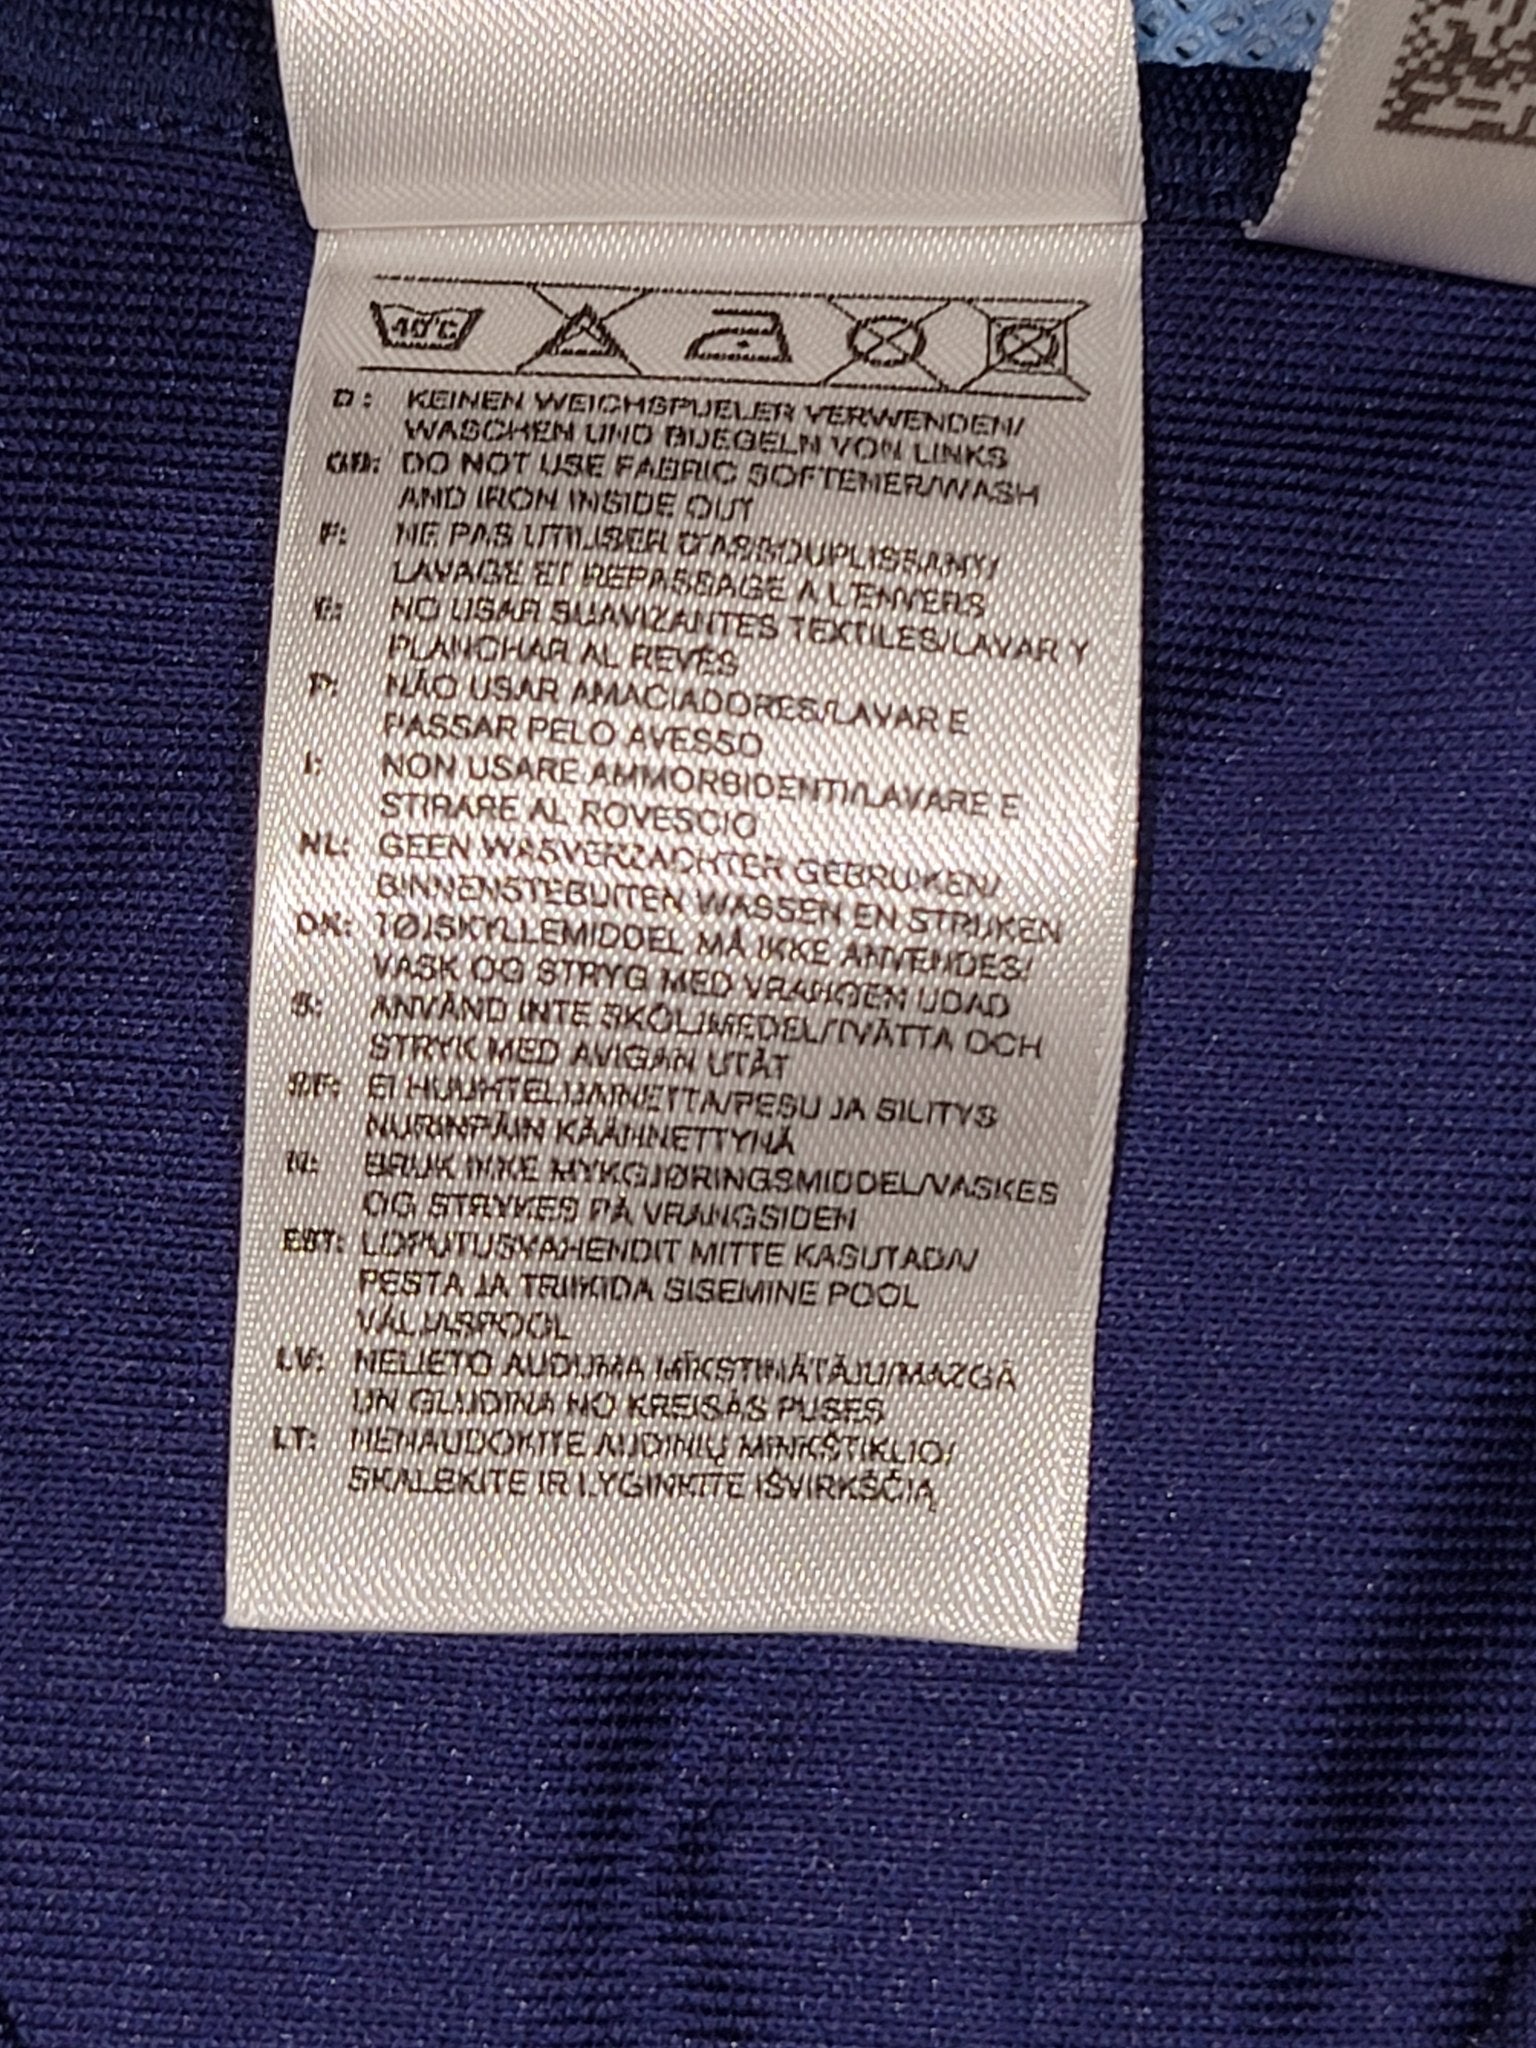 40°C
D: KEINEN WEICHSPUELER VERWENDEN/
WASCHEN UND BUEGELN VON LINKS
GB: DO NOT USE FABRIC SOFTENER/WASH
AND IRON INSIDE OUT
F: NE PAS UTILISER D'ASSOUPLISSANT/
LAVAGE ET REPASSAGE A L'ENVERS
E: NO USAR SUAVIZANTES TEXTILES/LAVAR Y
PLANCHAR AL REVÉS
P: NÃO USAR AMACIADORES/LAVAR E
PASSAR PELO AVESSO
I: NON USARE AMMORBIDENTI/LAVARE E
STIRARE AL ROVESCIO
NL: GEEN WASVERZACHTER GEBRUIKEN/
BINNENSTEBUITEN WASSEN EN STRIJKEN
DK: TØJSKYLLEMIDDEL MÅ IKKE ANVENDES/
VASK OG STRYG MED VRANGEN UDAD
S: ANVÄND INTE SKÖLJMEDEL/TVÄTTA OCH
STRYK MED AVIGAN UTÅT
SF: EI HUUHTELUAINETTA/PESU JA SILITYS
NURINPÄIN KÄÄNNETTYNÄ
N: BRUK IKKE MYKGJØRINGSMIDDEL/VASKES
OG STRYKES PÅ VRANGSIDEN
EST: LOPUTUSVAHENDIT MITTE KASUTADA/
PESTA JA TRIIKIDA SISEMINE POOL
VÄLJASPOOL
LV: NELIETO AUDUMA MĪKSTINĀTĀJU/MAZGĀ
UN GLUDINA NO KREISĀS PUSES
LT: NENAUDOKITE AUDINIŲ MINKŠTIKLIO/
SKALBKITE IR LYGINKITE IŠVIRKŠČIĄ